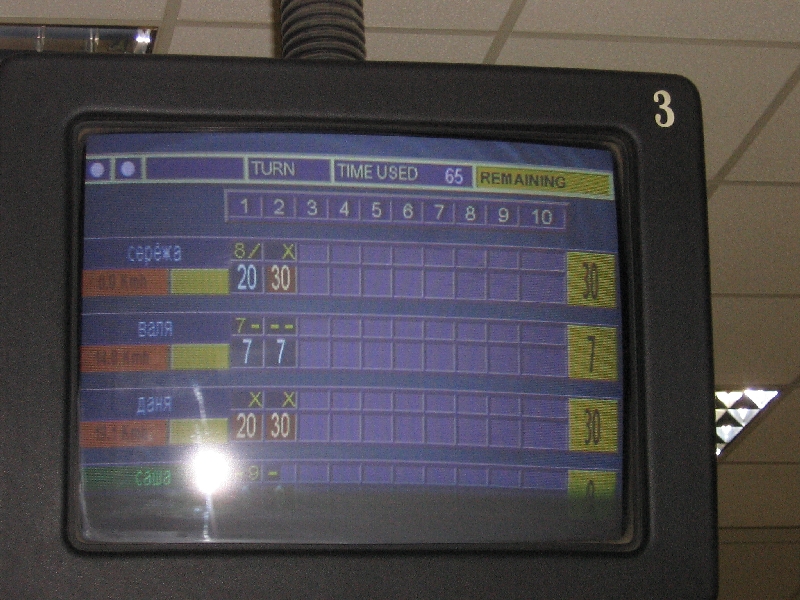 3
TURN TIME USED 65 REMAINING
1 2 3 4 5 6 7 8 9 10
серёжа 8/ X
20 30 30
валя 7- --
7 7 7
даня X X
20 30 30
саша 9 -